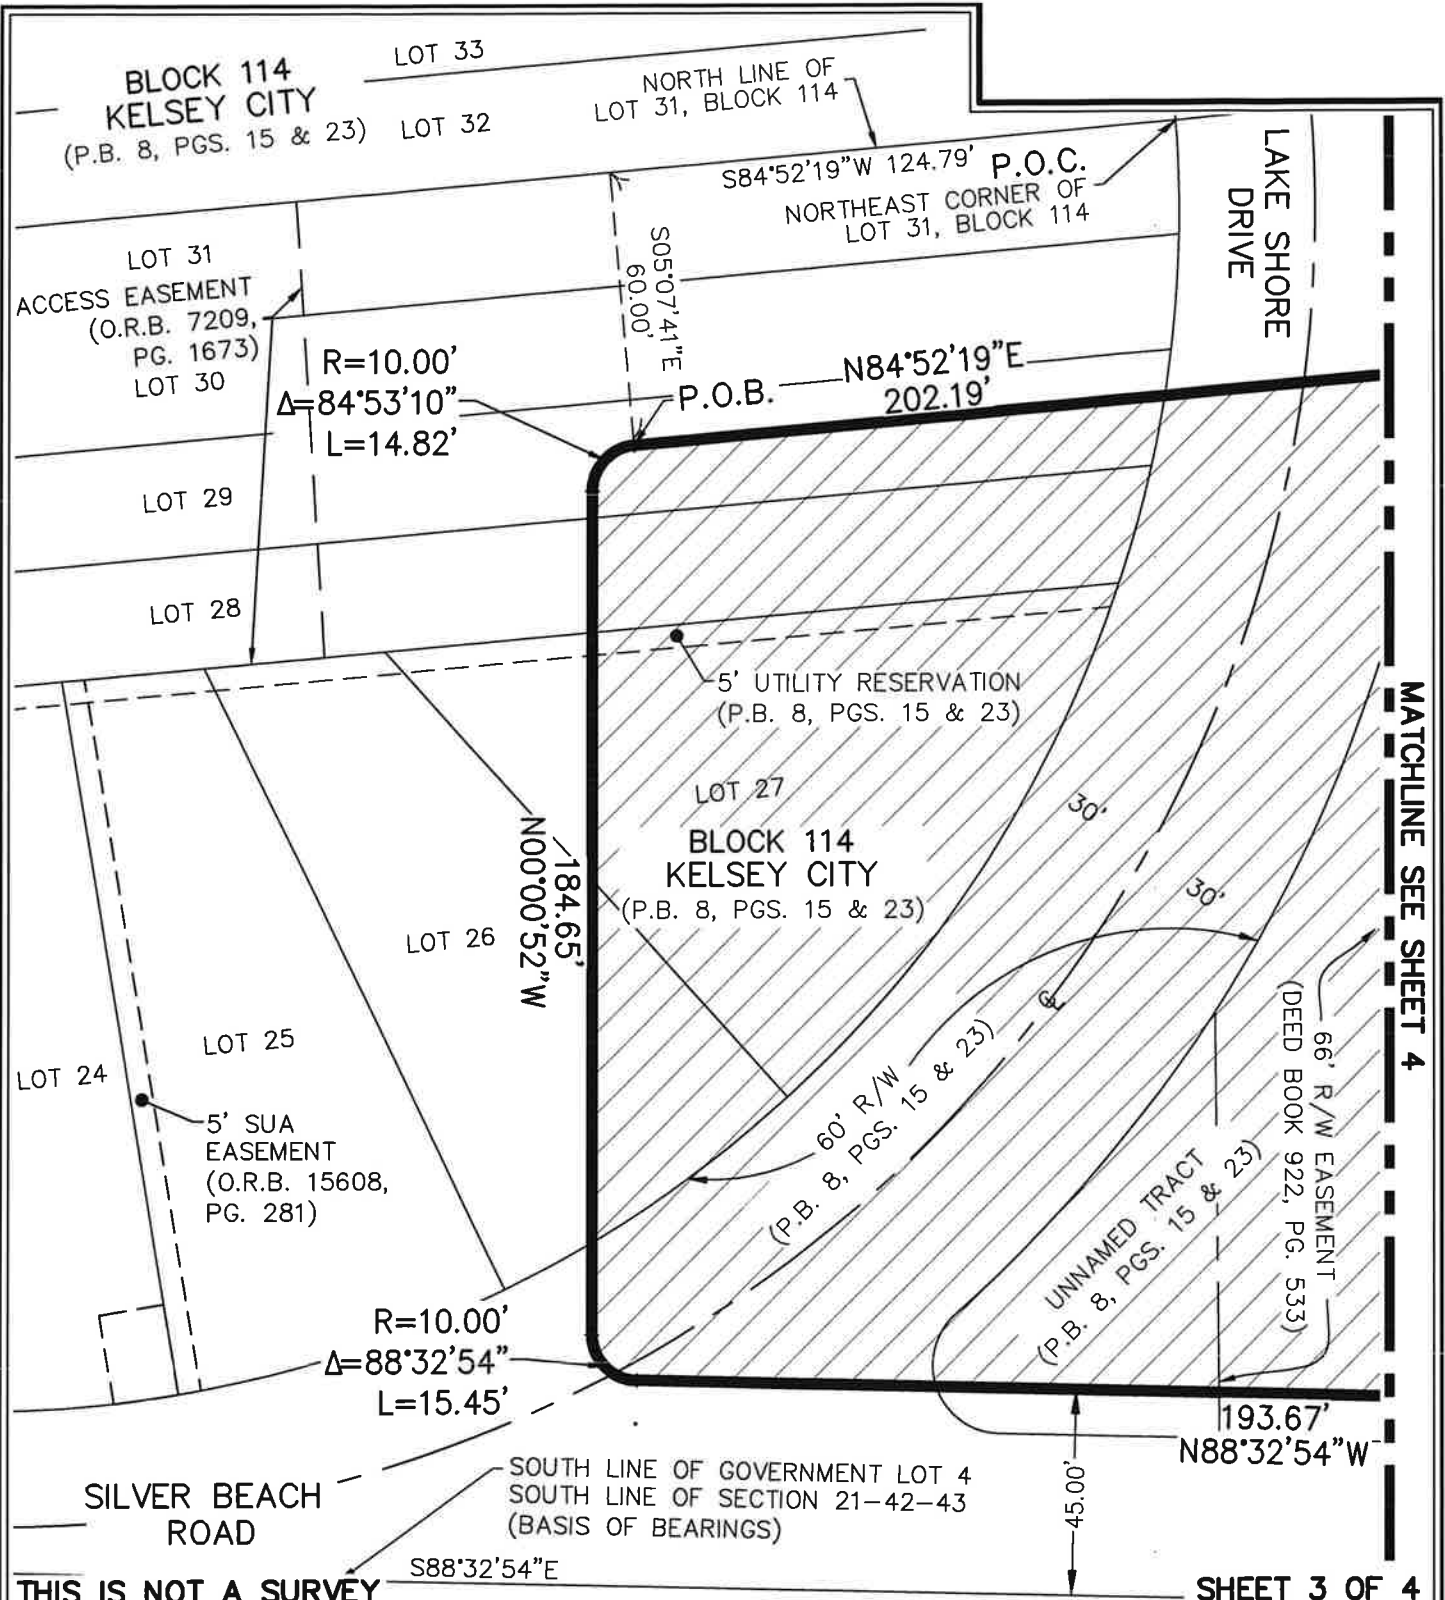 BLOCK 114
KELSEY CITY
(P.B. 8, PGS. 15 & 23)
LOT 33
LOT 32
NORTH LINE OF
LOT 31, BLOCK 114
S84°52'19"W 124.79'
P.O.C.
NORTHEAST CORNER OF
LOT 31, BLOCK 114
LAKE SHORE
DRIVE
LOT 31
ACCESS EASEMENT
(O.R.B. 7209,
PG. 1673)
LOT 30
S05°07'41"E
60.00'
R=10.00'
Δ=84°53'10"
L=14.82'
P.O.B.
N84°52'19"E
202.19'
LOT 29
LOT 28
5' UTILITY RESERVATION
(P.B. 8, PGS. 15 & 23)
LOT 27
BLOCK 114
KELSEY CITY
(P.B. 8, PGS. 15 & 23)
184.65'
N00°00'52"W
30'
30'
MATCHLINE SEE SHEET 4
LOT 26
LOT 25
LOT 24
5' SUA
EASEMENT
(O.R.B. 15608,
PG. 281)
60' R/W
(P.B. 8, PGS. 15 & 23)
℄
66' R/W EASEMENT
(DEED BOOK 922, PG. 533)
UNNAMED TRACT
(P.B. 8, PGS. 15 & 23)
R=10.00'
Δ=88°32'54"
L=15.45'
193.67'
N88°32'54"W
45.00'
SILVER BEACH
ROAD
SOUTH LINE OF GOVERNMENT LOT 4
SOUTH LINE OF SECTION 21-42-43
(BASIS OF BEARINGS)
S88°32'54"E
THIS IS NOT A SURVEY
SHEET 3 OF 4